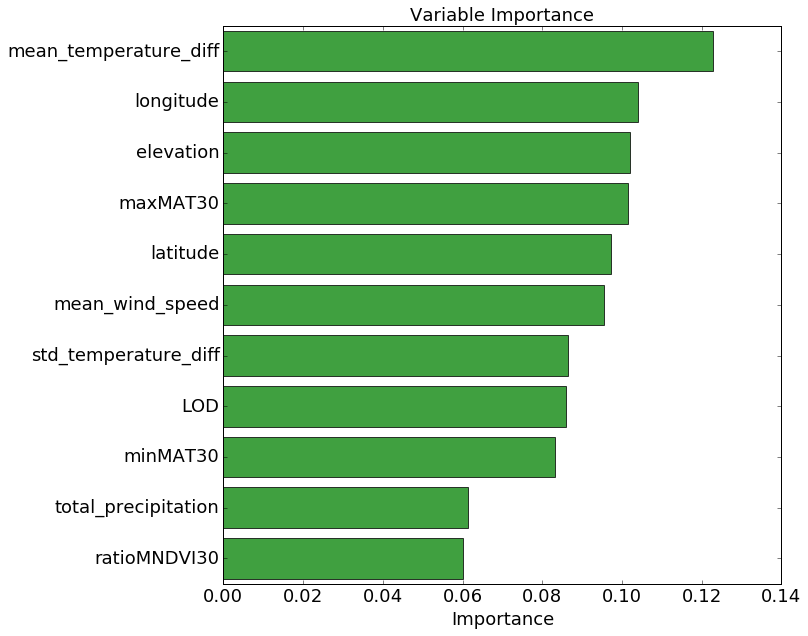 Variable Importance
mean_temperature_diff
longitude
elevation
maxMAT30
latitude
mean_wind_speed
std_temperature_diff
LOD
minMAT30
total_precipitation
ratioMNDVI30
0.00 0.02 0.04 0.06 0.08 0.10 0.12 0.14
Importance